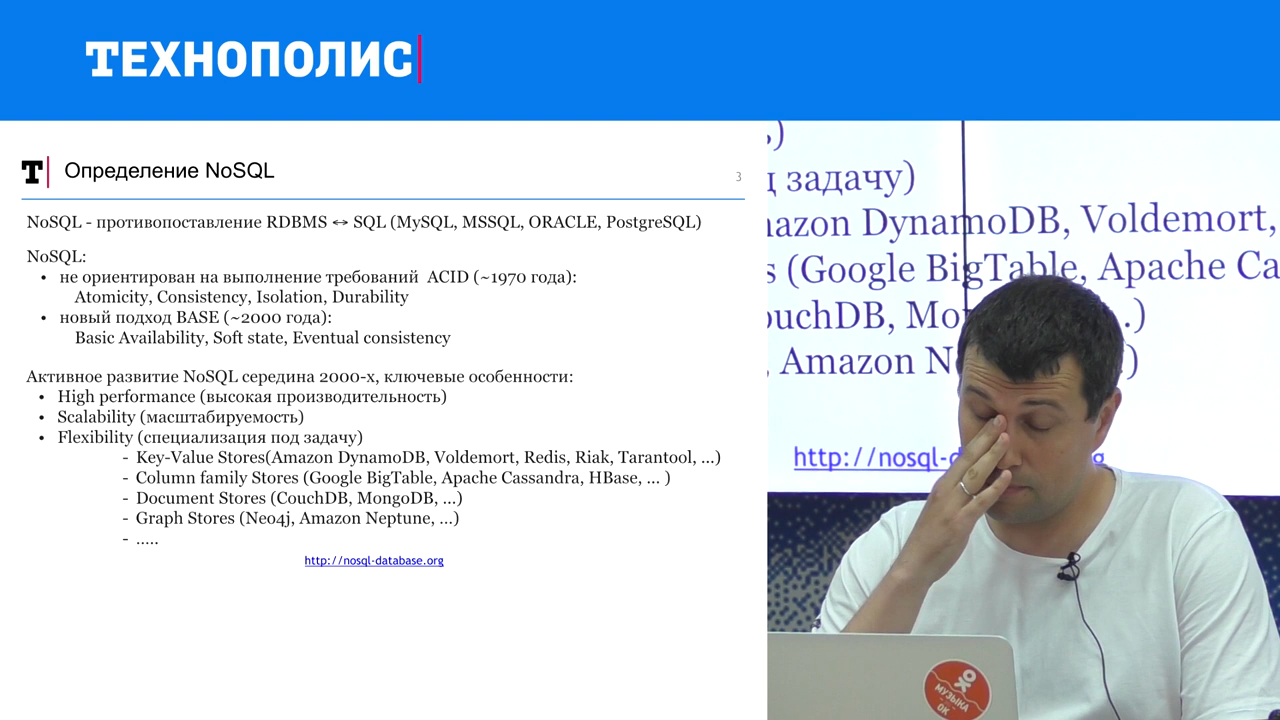 ТЕХНОПОЛИС
Т Определение NoSQL
3
NoSQL - противопоставление RDBMS ↔ SQL (MySQL, MSSQL, ORACLE, PostgreSQL)
NoSQL:
• не ориентирован на выполнение требований ACID (~1970 года):
Atomicity, Consistency, Isolation, Durability
• новый подход BASE (~2000 года):
Basic Availability, Soft state, Eventual consistency
Активное развитие NoSQL середина 2000-х, ключевые особенности:
• High performance (высокая производительность)
• Scalability (масштабируемость)
• Flexibility (специализация под задачу)
- Key-Value Stores(Amazon DynamoDB, Voldemort, Redis, Riak, Tarantool, ...)
- Column family Stores (Google BigTable, Apache Cassandra, HBase, ... )
- Document Stores (CouchDB, MongoDB, ...)
- Graph Stores (Neo4j, Amazon Neptune, ...)
- .....
http://nosql-database.org
задачу)
DynamoDB, Voldemort,
(Google BigTable, Apache
, Amazon
http://nosql-
МУЗЫКА
ОК